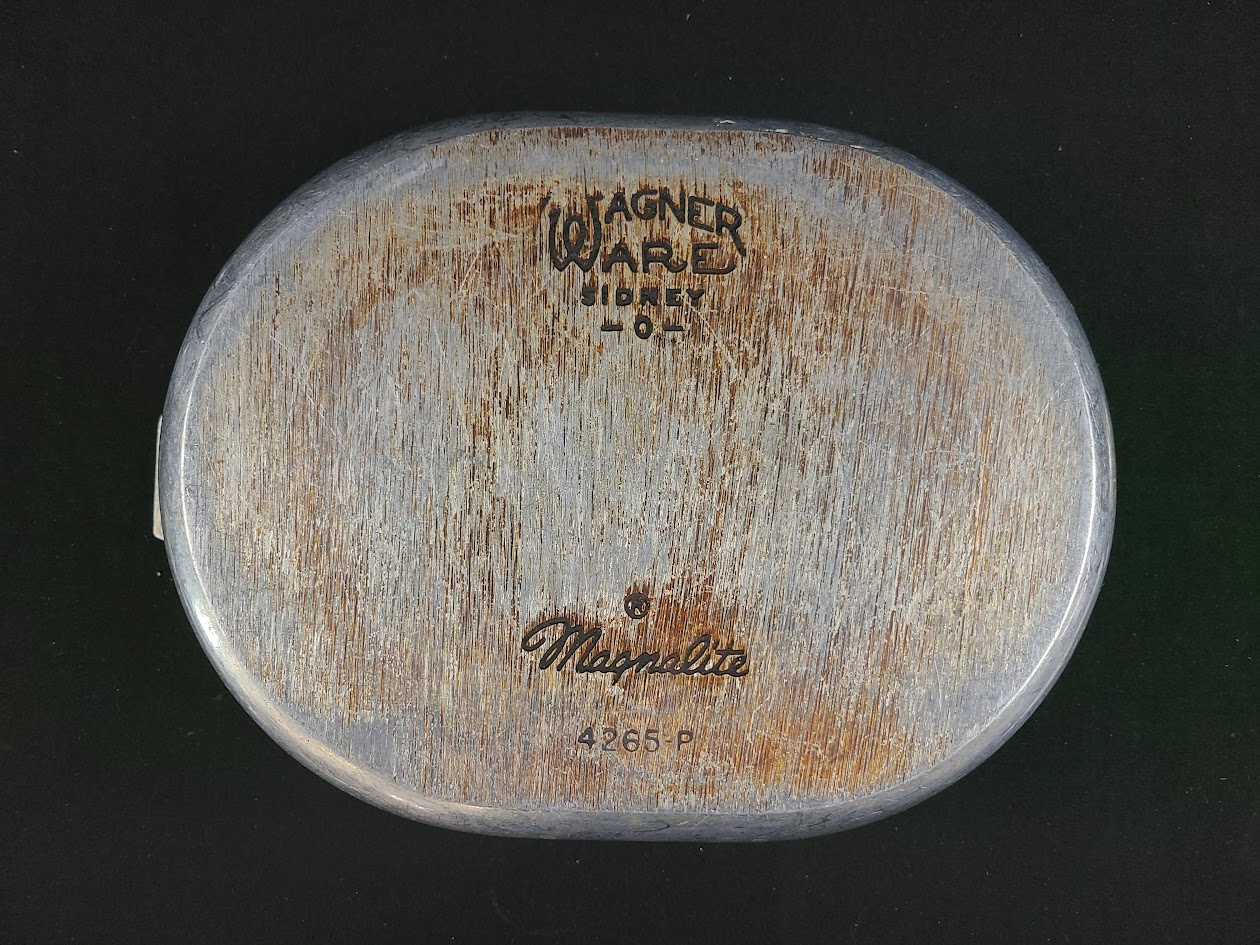 WAGNER
WARE
SIDNEY
-O-
®
Magnalite
4265-P